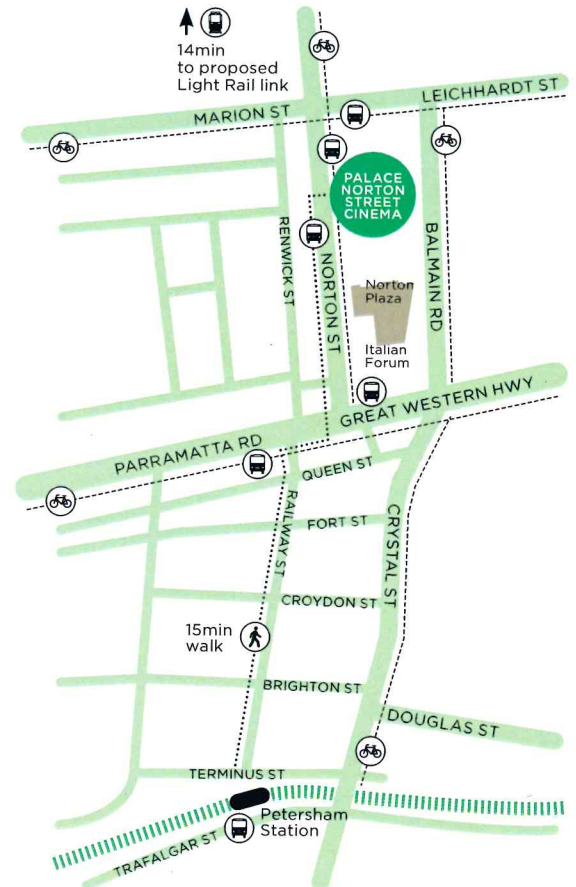 14min
to proposed
Light Rail link
MARION ST
LEICHHARDT ST
PALACE
NORTON
STREET
CINEMA
RENWICK ST
NORTON ST
BALMAIN RD
Norton
Plaza
Italian
Forum
PARRAMATTA RD
GREAT WESTERN HWY
QUEEN ST
RAILWAY ST
FORT ST
CRYSTAL ST
CROYDON ST
15min
walk
BRIGHTON ST
DOUGLAS ST
TERMINUS ST
Petersham
Station
TRAFALGAR ST